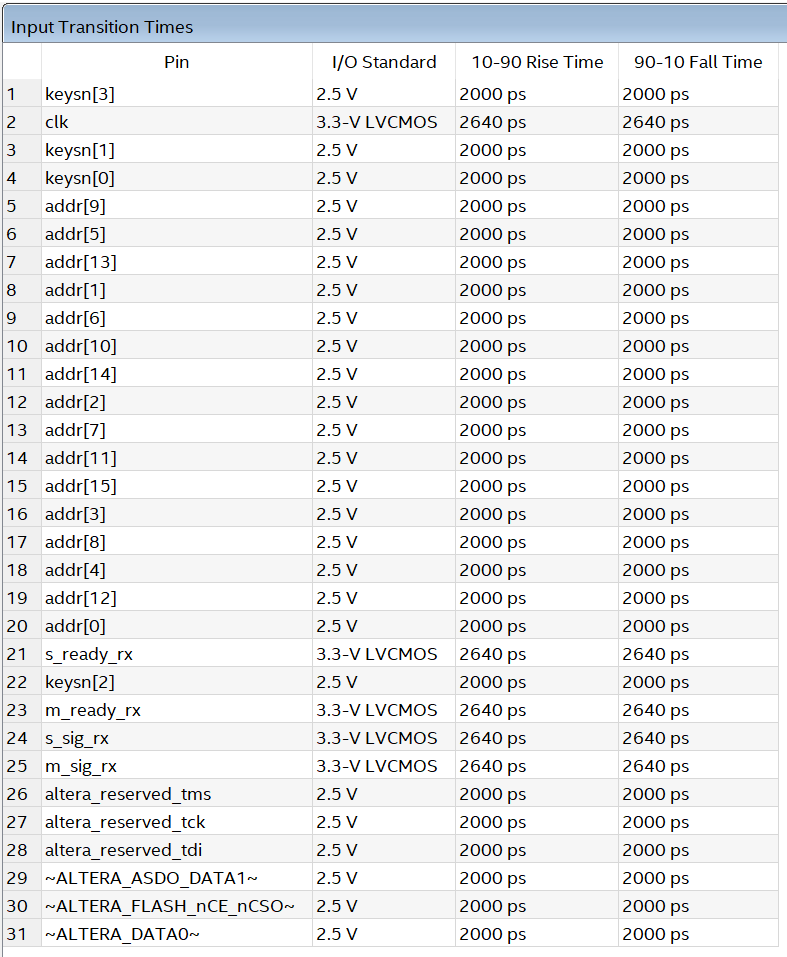 Input Transition Times
Pin I/O Standard 10-90 Rise Time 90-10 Fall Time
1 keysn[3] 2.5 V 2000 ps 2000 ps
2 clk 3.3-V LVCMOS 2640 ps 2640 ps
3 keysn[1] 2.5 V 2000 ps 2000 ps
4 keysn[0] 2.5 V 2000 ps 2000 ps
5 addr[9] 2.5 V 2000 ps 2000 ps
6 addr[5] 2.5 V 2000 ps 2000 ps
7 addr[13] 2.5 V 2000 ps 2000 ps
8 addr[1] 2.5 V 2000 ps 2000 ps
9 addr[6] 2.5 V 2000 ps 2000 ps
10 addr[10] 2.5 V 2000 ps 2000 ps
11 addr[14] 2.5 V 2000 ps 2000 ps
12 addr[2] 2.5 V 2000 ps 2000 ps
13 addr[7] 2.5 V 2000 ps 2000 ps
14 addr[11] 2.5 V 2000 ps 2000 ps
15 addr[15] 2.5 V 2000 ps 2000 ps
16 addr[3] 2.5 V 2000 ps 2000 ps
17 addr[8] 2.5 V 2000 ps 2000 ps
18 addr[4] 2.5 V 2000 ps 2000 ps
19 addr[12] 2.5 V 2000 ps 2000 ps
20 addr[0] 2.5 V 2000 ps 2000 ps
21 s_ready_rx 3.3-V LVCMOS 2640 ps 2640 ps
22 keysn[2] 2.5 V 2000 ps 2000 ps
23 m_ready_rx 3.3-V LVCMOS 2640 ps 2640 ps
24 s_sig_rx 3.3-V LVCMOS 2640 ps 2640 ps
25 m_sig_rx 3.3-V LVCMOS 2640 ps 2640 ps
26 altera_reserved_tms 2.5 V 2000 ps 2000 ps
27 altera_reserved_tck 2.5 V 2000 ps 2000 ps
28 altera_reserved_tdi 2.5 V 2000 ps 2000 ps
29 ~ALTERA_ASDO_DATA1~ 2.5 V 2000 ps 2000 ps
30 ~ALTERA_FLASH_nCE_nCSO~ 2.5 V 2000 ps 2000 ps
31 ~ALTERA_DATA0~ 2.5 V 2000 ps 2000 ps